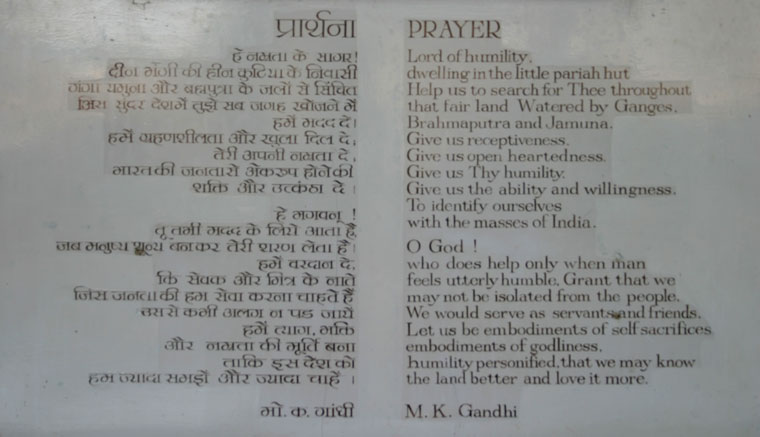 प्रार्थना
हे नम्रता के सागर!
दीन भँगी की हीन कुटिया के निवासी
गंगा यमुना और ब्रह्मपुत्रा के जलों से सिंचित
अिस सुंदर देशमें तुझे सब जगह खोजने में
हमें मदद दे।
हमें ग्रहणशीलता और खुला दिल दे,
तेरी अपनी नम्रता दे,
भारत की जनतासे अेकरूप होनेकी
शक्ति और उत्कंठा दे ।
हे भगवन् !
तू तभी मदद के लिये आता है,
जब मनुष्य शून्य बनकर तेरी शरण लेता है।
हमें वरदान दे,
कि सेवक और मित्र के नाते
जिस जनता की हम सेवा करना चाहते हैं
उस से कभी अलग न पड जायें
हमें त्याग, भक्ति
और नम्रता की मूर्ति बना
ताकि इस देश को
हम ज्यादा समझें और ज्यादा चाहें ।
मो. क. गांधी
PRAYER
Lord of humility,
dwelling in the little pariah hut
Help us to search for Thee throughout
that fair land Watered by Ganges,
Brahmaputra and Jamuna.
Give us receptiveness.
Give us open heartedness.
Give us Thy humility.
Give us the ability and willingness.
To identify ourselves
with the masses of India.
O God !
who does help only when man
feels utterly humble, Grant that we
may not be isolated from the people.
We would serve as servants and friends.
Let us be embodiments of self sacrifices
embodiments of godliness,
humility personified, that we may know
the land better and love it more.
M. K. Gandhi